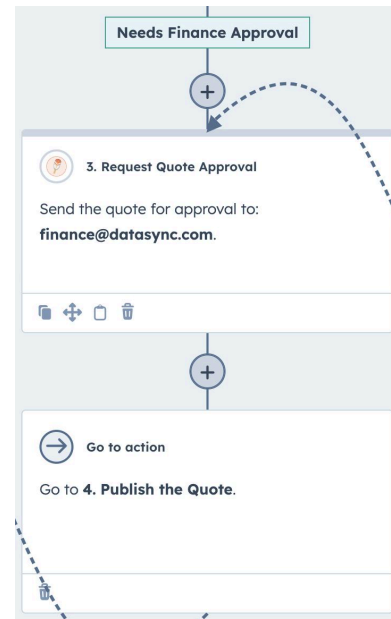 Needs Finance Approval
3. Request Quote Approval
Send the quote for approval to:
finance@datasync.com.
Go to action
Go to 4. Publish the Quote.